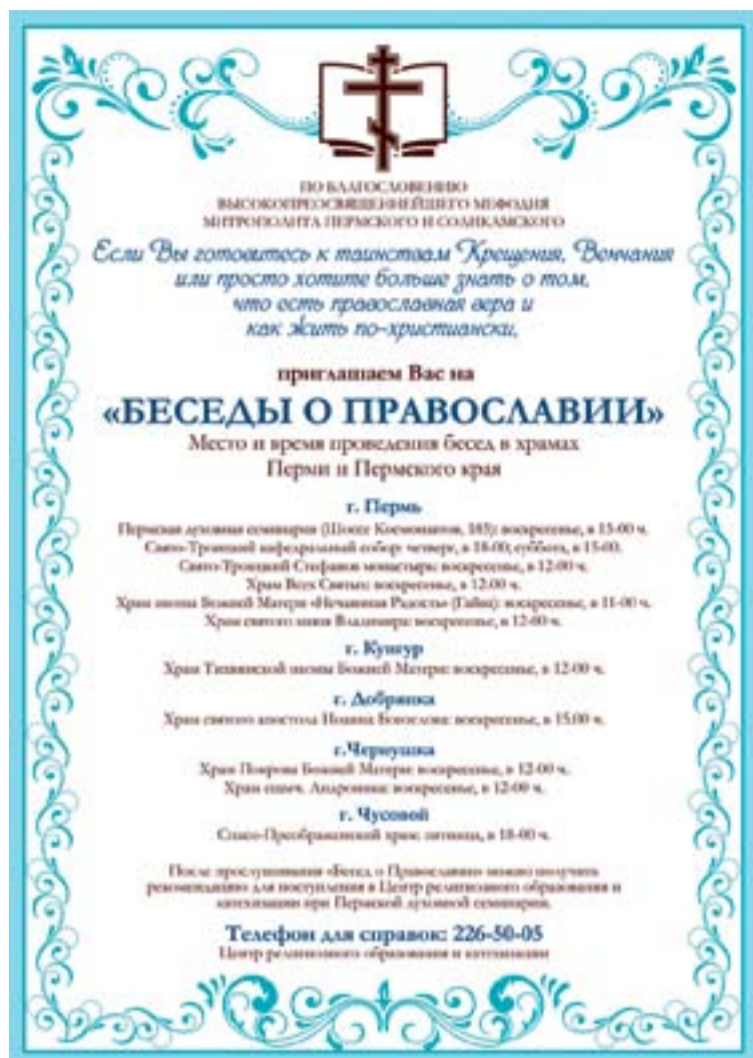 ПО БЛАГОСЛОВЕНИЮ
ВЫСОКОПРЕОСВЯЩЕННЕЙШЕГО МЕФОДИЯ
МИТРОПОЛИТА ПЕРМСКОГО И СОЛИКАМСКОГО
Если Вы готовитесь к таинствам Крещения, Венчания
или просто хотите больше знать о том,
что есть православная вера и
как жить по-христиански,
приглашаем Вас на
«БЕСЕДЫ О ПРАВОСЛАВИИ»
Место и время проведения бесед в храмах
Перми и Пермского края
г. Пермь
Пермская духовная семинария (Шоссе Космонавтов, 185): воскресенье, в 15-00 ч.
Свято-Троицкий кафедральный собор: четверг, в 18-00; суббота, в 15-00.
Свято-Троицкий Стефанов монастырь: воскресенье, в 12-00 ч.
Храм Всех Святых: воскресенье, в 12.00 ч.
Храм иконы Божией Матери «Нечаянная Радость» (Гайва): воскресенье, в 11-00 ч.
Храм святого князя Владимира: воскресенье, в 12-00 ч.
г. Кунгур
Храм Тихвинской иконы Божией Матери: воскресенье, в 12-00 ч.
г. Добрянка
Храм святого апостола Иоанна Богослова: воскресенье, в 15.00 ч.
г.Чернушка
Храм Покрова Божией Матери: воскресенье, в 12-00 ч.
Храм сщмч. Андроника: воскресенье, в 12-00 ч.
г. Чусовой
Спасо-Преображенский храм: пятница, в 18-00 ч.
После прослушивания «Бесед о Православии» можно получить
рекомендацию для поступления в Центр религиозного образования и
катехизации при Пермской духовной семинарии.
Телефон для справок: 226-50-05
Центр религиозного образования и катехизации